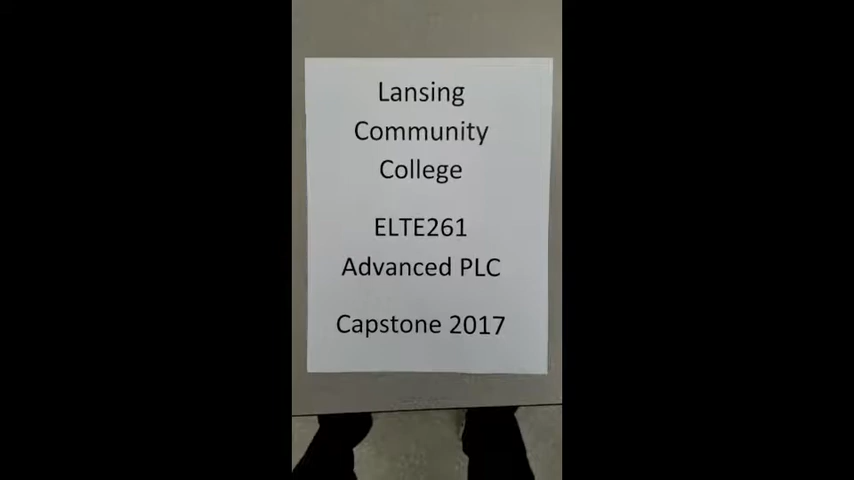 Lansing
Community
College
ELTE261
Advanced PLC
Capstone 2017